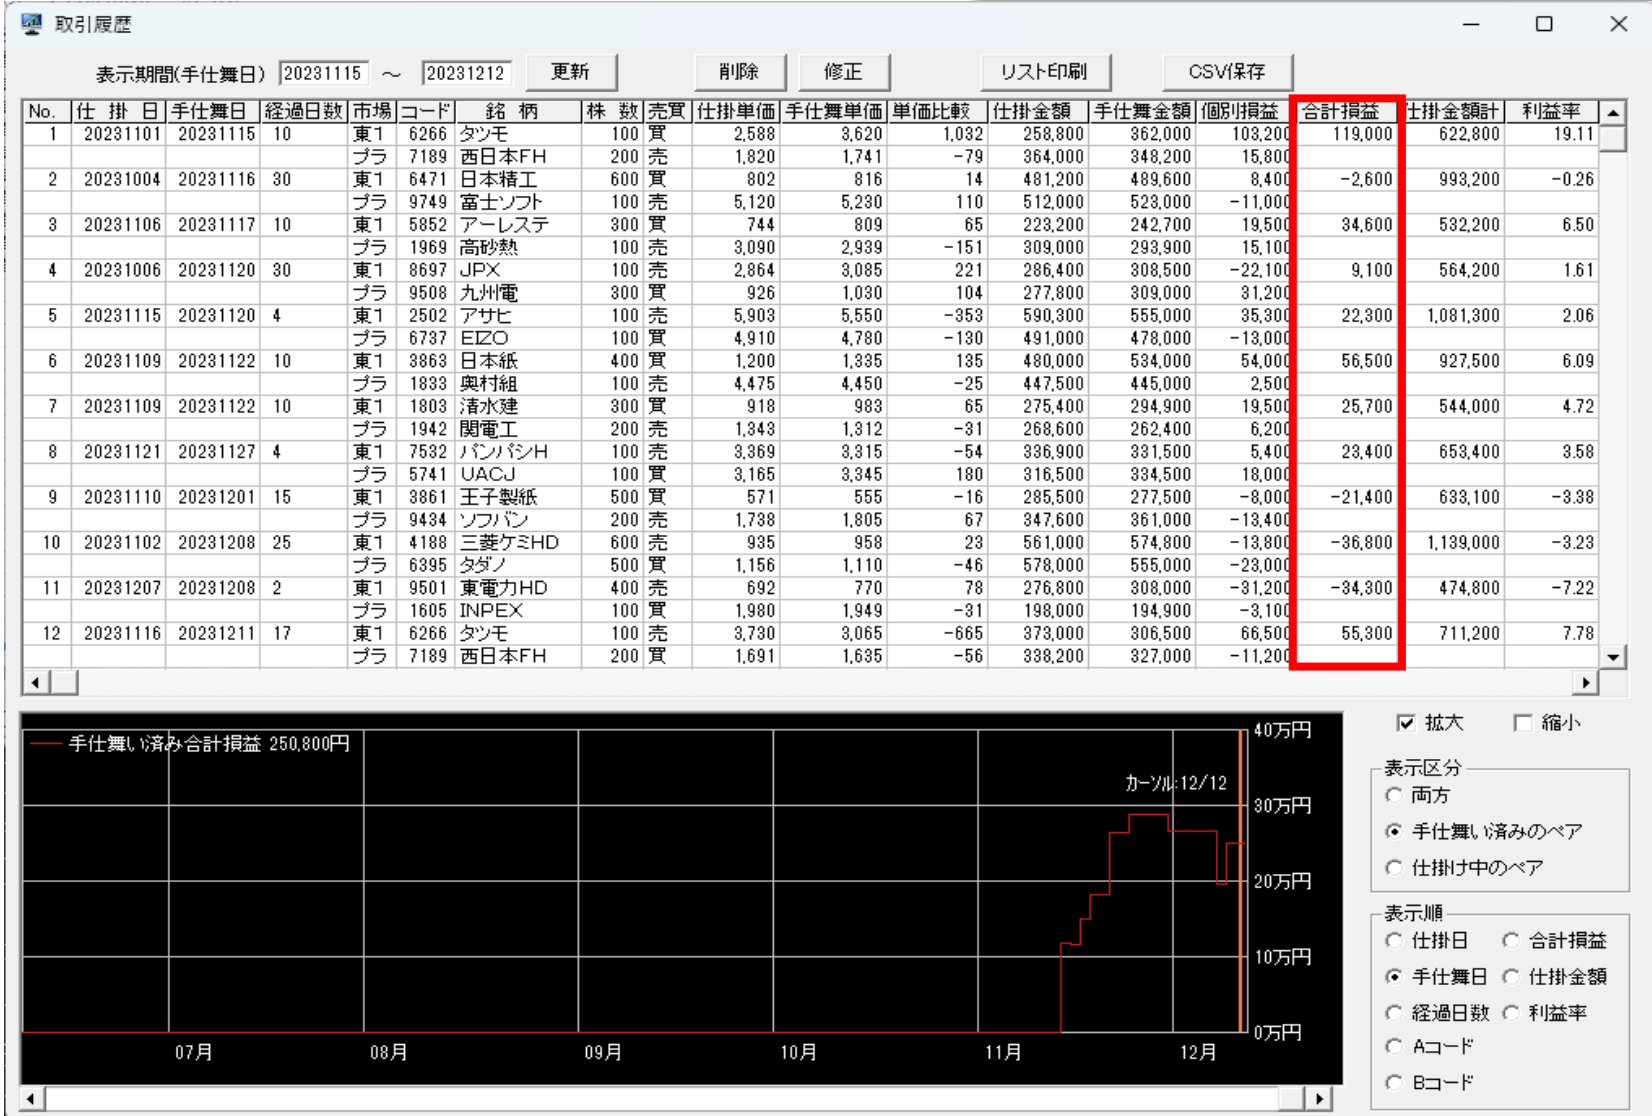 取引履歴
表示期間(手仕舞日) 20231115 ～ 20231212 更新 削除 修正 リスト印刷 CSV保存
No. 仕 掛 日 手仕舞日 経過日数 市場 コード 銘 柄 株 数 売買 仕掛単価 手仕舞単価 単価比較 仕掛金額 手仕舞金額 個別損益 合計損益 仕掛金額計 利益率
1 20231101 20231115 10 東1 6266 タツモ 100 買 2,588 3,620 1,032 258,800 362,000 103,200 119,000 622,800 19.11
プラ 7189 西日本FH 200 売 1,820 1,741 -79 364,000 348,200 15,800
2 20231004 20231116 30 東1 6471 日本精工 600 買 802 816 14 481,200 489,600 8,400 -2,600 993,200 -0.26
プラ 9749 富士ソフト 100 売 5,120 5,230 110 512,000 523,000 -11,000
3 20231106 20231117 10 東1 5852 アーレステ 300 買 744 809 65 223,200 242,700 19,500 34,600 532,200 6.50
プラ 1969 高砂熱 100 売 3,090 2,939 -151 309,000 293,900 15,100
4 20231006 20231120 30 東1 8697 JPX 100 売 2,864 3,085 221 286,400 308,500 -22,100 9,100 564,200 1.61
プラ 9508 九州電 300 買 926 1,030 104 277,800 309,000 31,200
5 20231115 20231120 4 東1 2502 アサヒ 100 売 5,903 5,550 -353 590,300 555,000 35,300 22,300 1,081,300 2.06
プラ 6737 EIZO 100 買 4,910 4,780 -130 491,000 478,000 -13,000
6 20231109 20231122 10 東1 3863 日本紙 400 買 1,200 1,335 135 480,000 534,000 54,000 56,500 927,500 6.09
プラ 1833 奥村組 100 売 4,475 4,450 -25 447,500 445,000 2,500
7 20231109 20231122 10 東1 1803 清水建 300 買 918 983 65 275,400 294,900 19,500 25,700 544,000 4.72
プラ 1942 関電工 200 売 1,343 1,312 -31 268,600 262,400 6,200
8 20231121 20231127 4 東1 7532 パンパシH 100 売 3,369 3,315 -54 336,900 331,500 5,400 23,400 653,400 3.58
プラ 5741 UACJ 100 買 3,165 3,345 180 316,500 334,500 18,000
9 20231110 20231201 15 東1 3861 王子製紙 500 買 571 555 -16 285,500 277,500 -8,000 -21,400 633,100 -3.38
プラ 9434 ソフバン 200 売 1,738 1,805 67 347,600 361,000 -13,400
10 20231102 20231208 25 東1 4188 三菱ケミHD 600 売 935 958 23 561,000 574,800 -13,800 -36,800 1,139,000 -3.23
プラ 6395 タダノ 500 買 1,156 1,110 -46 578,000 555,000 -23,000
11 20231207 20231208 2 東1 9501 東電力HD 400 売 692 770 78 276,800 308,000 -31,200 -34,300 474,800 -7.22
プラ 1605 INPEX 100 買 1,980 1,949 -31 198,000 194,900 -3,100
12 20231116 20231211 17 東1 6266 タツモ 100 売 3,730 3,065 -665 373,000 306,500 66,500 55,300 711,200 7.78
プラ 7189 西日本FH 200 買 1,691 1,635 -56 338,200 327,000 -11,200
手仕舞い済み合計損益 250,800円
カーソル:12/12
40万円
30万円
20万円
10万円
0万円
07月 08月 09月 10月 11月 12月
拡大 縮小
表示区分
両方
手仕舞い済みのペア
仕掛け中のペア
表示順
仕掛日 合計損益
手仕舞日 仕掛金額
経過日数 利益率
Aコード
Bコード